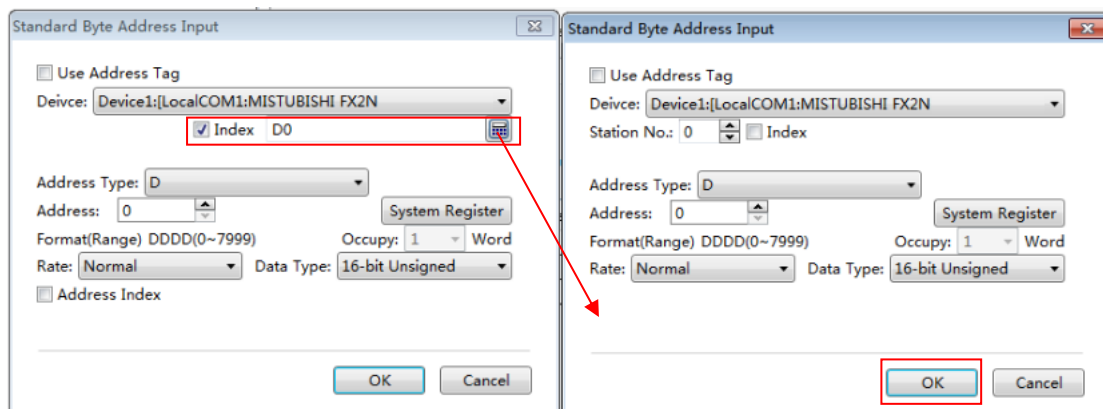 Standard Byte Address Input
Use Address Tag
Deivce: Device1:[LocalCOM1:MISTUBISHI FX2N
Index D0
Address Type: D
Address: 0 System Register
Format(Range) DDDD(0~7999) Occupy: 1 Word
Rate: Normal Data Type: 16-bit Unsigned
Address Index
OK Cancel
Standard Byte Address Input
Use Address Tag
Deivce: Device1:[LocalCOM1:MISTUBISHI FX2N
Station No.: 0 Index
Address Type: D
Address: 0 System Register
Format(Range) DDDD(0~7999) Occupy: 1 Word
Rate: Normal Data Type: 16-bit Unsigned
OK Cancel